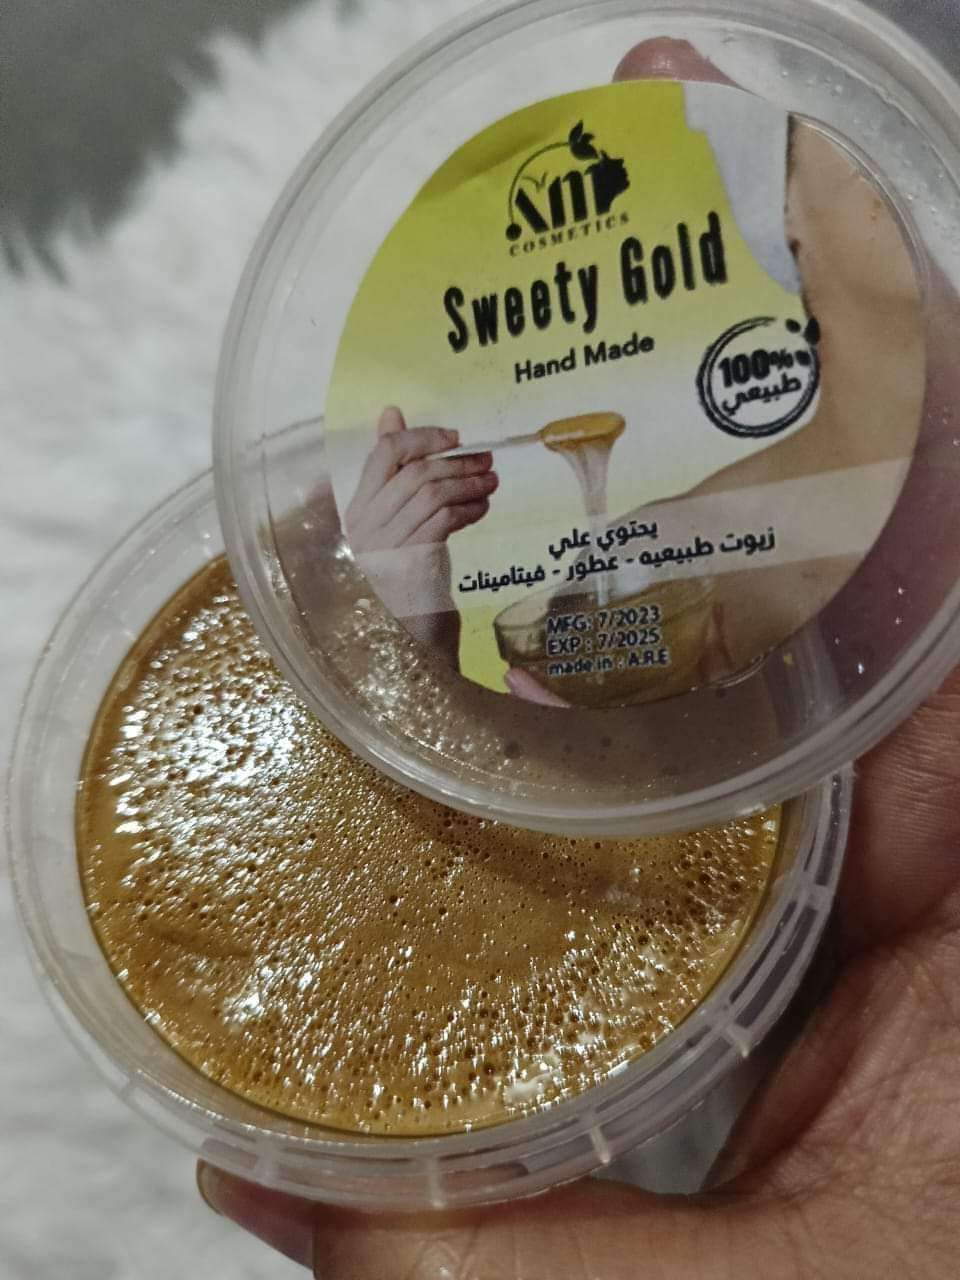 Am
COSMETICS
Sweety Gold
Hand Made
100%
طبيعي
يحتوي علي
زيوت طبيعيه - عطور - فيتامينات
MFG: 7/2023
EXP : 7/2025
made in : A.R.E